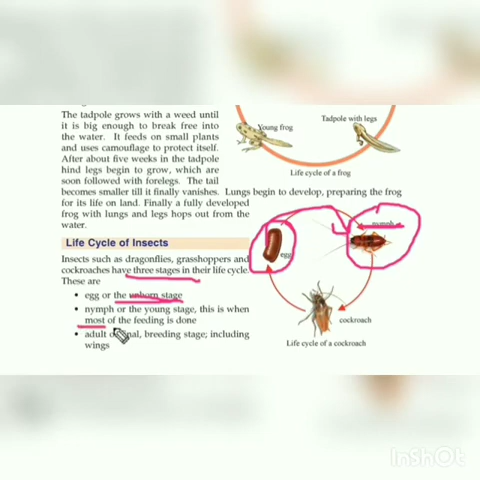 The tadpole grows with a weed until
it is big enough to break free into
the water. It feeds on small plants
and uses camouflage to protect itself.
After about five weeks in the tadpole
hind legs begin to grow, which are
soon followed with forelegs. The tail
becomes smaller till it finally vanishes. Lungs begin to develop, preparing the frog
for its life on land. Finally a fully developed
frog with lungs and legs hops out from the
water.
Young frog
Tadpole with legs
Life cycle of a frog
Life Cycle of Insects
Insects such as dragonflies, grasshoppers and
cockroaches have three stages in their life cycle.
These are
• egg or the unborn stage
• nymph or the young stage, this is when
most of the feeding is done
• adult breeding stage; including
wings
egg
nymph
cockroach
Life cycle of a cockroach
InShOt